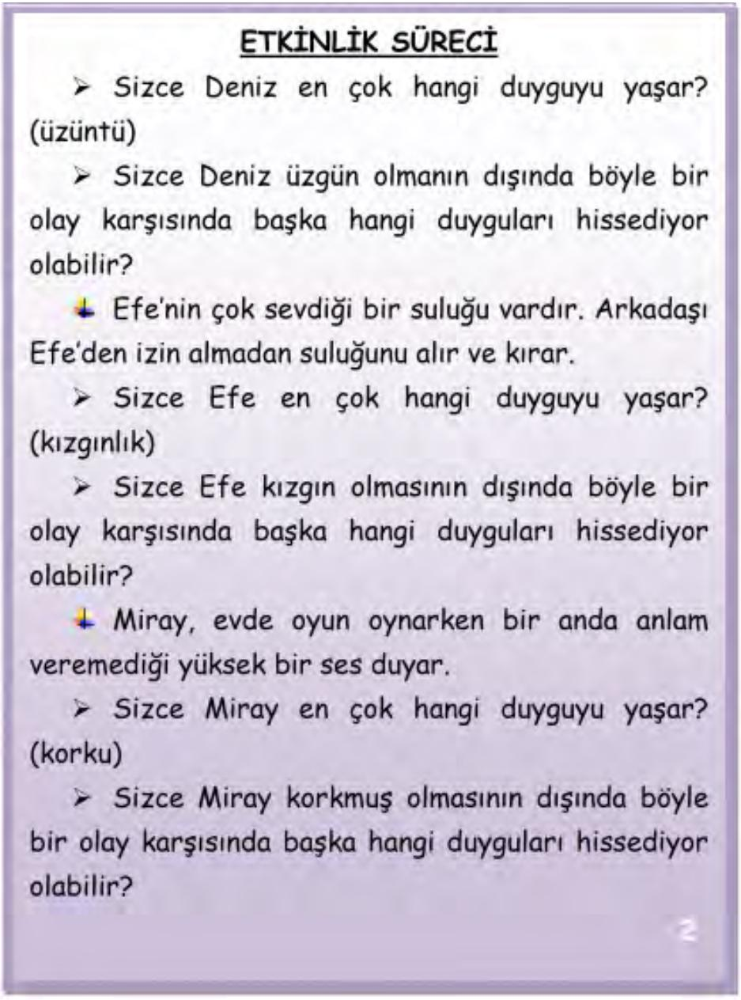 ETKİNLİK SÜRECİ
➢ Sizce Deniz en çok hangi duyguyu yaşar?
(üzüntü)
➢ Sizce Deniz üzgün olmanın dışında böyle bir
olay karşısında başka hangi duyguları hissediyor
olabilir?
Efe'nin çok sevdiği bir suluğu vardır. Arkadaşı
Efe'den izin almadan suluğunu alır ve kırar.
➢ Sizce Efe en çok hangi duyguyu yaşar?
(kızgınlık)
➢ Sizce Efe kızgın olmasının dışında böyle bir
olay karşısında başka hangi duyguları hissediyor
olabilir?
Miray, evde oyun oynarken bir anda anlam
veremediği yüksek bir ses duyar.
➢ Sizce Miray en çok hangi duyguyu yaşar?
(korku)
➢ Sizce Miray korkmuş olmasının dışında böyle
bir olay karşısında başka hangi duyguları hissediyor
olabilir?
2